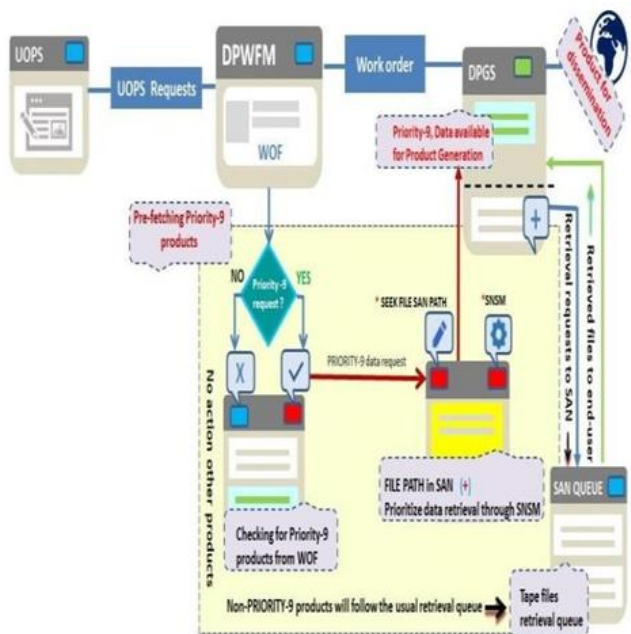 UOPS
UOPS Requests
DPWFM
WOF
Work order
DPGS
Product for
dissemination
Priority-9, Data available
for Product Generation
Pre-fetching Priority-9
products
NO
YES
Priority-9
request ?
* SEEK FILE SAN PATH
*SNSM
+
X
PRIORITY-9 data request
No action other products
Checking for Priority-9
products from WOF
FILE PATH in SAN (+)
Prioritize data retrieval through SNSM
Retrieval requests to SAN
Retrieved files to end-user
SAN QUEUE
Non-PRIORITY-9 products will follow the usual retrieval queue
Tape files
retrieval queue